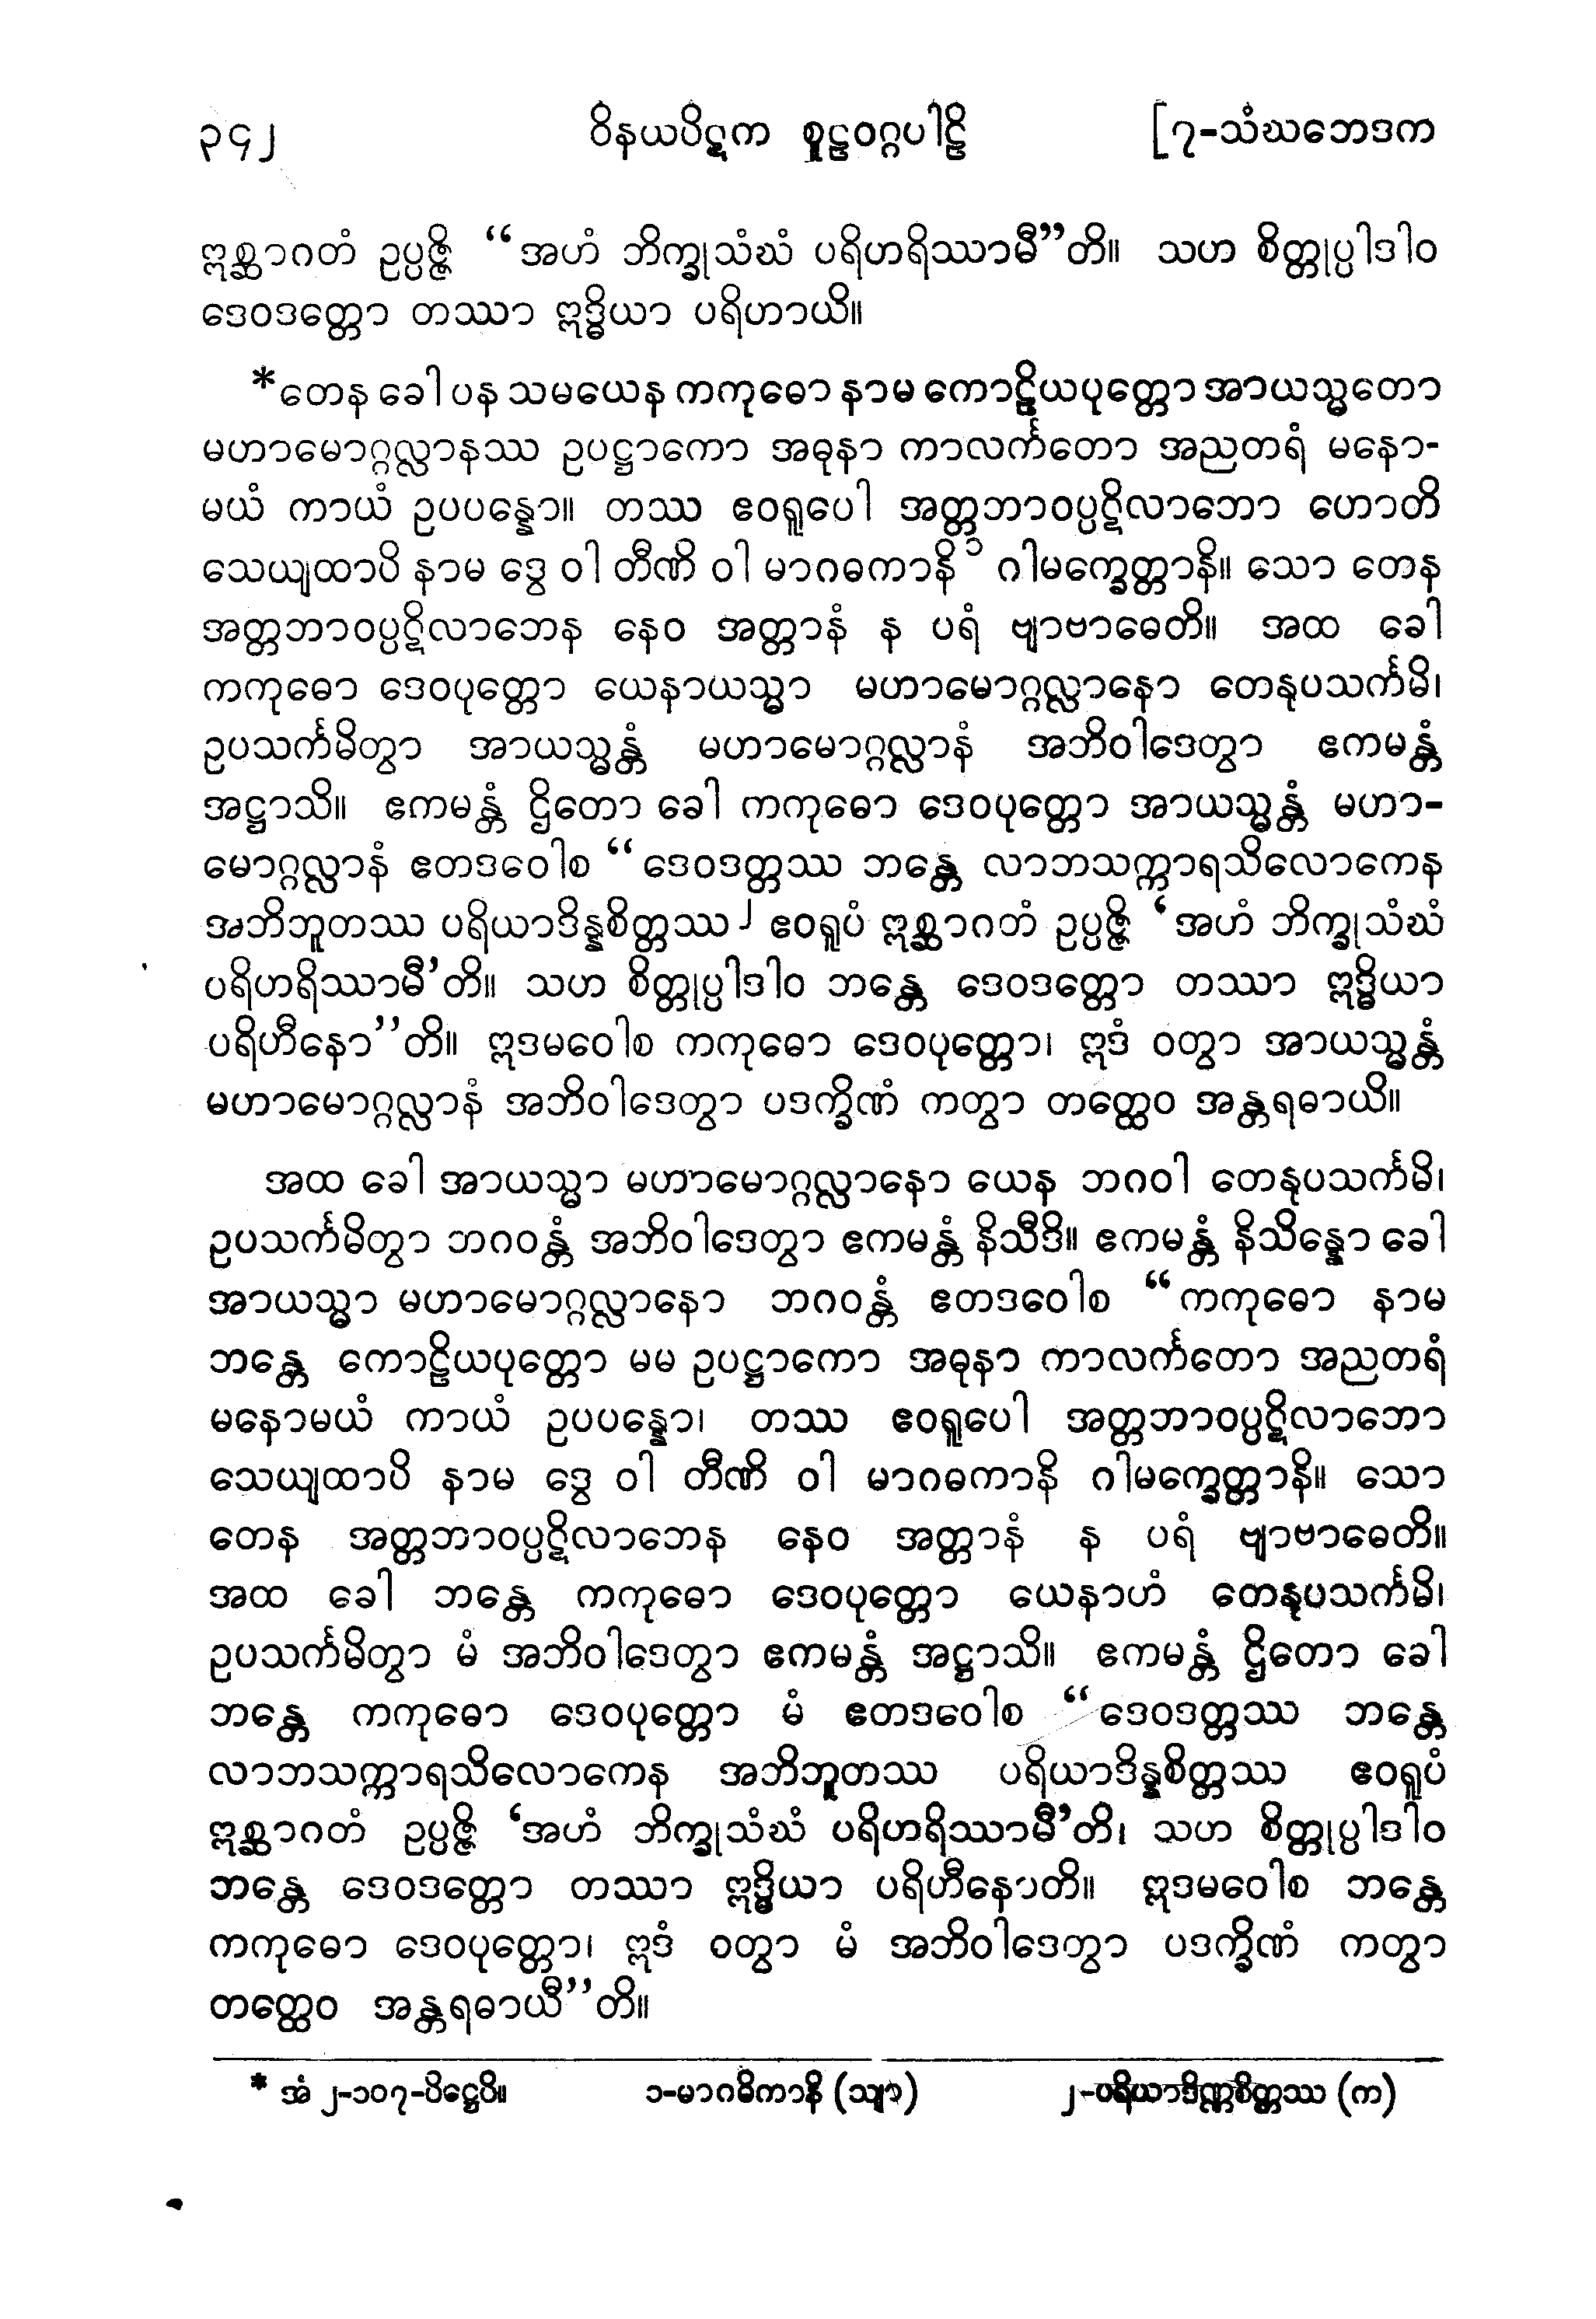 ၃၄၂ ဝိနယပိဋက စူဠဝဂ္ဂပါဠိ [၇-သံဃဘေဒက
ဣစ္ဆာဂတံ ဥပ္ပဇ္ဇိ “အဟံ ဘိက္ခုသံဃံ ပရိဟရိဿာမီ”တိ။ သဟ စိတ္တုပ္ပါဒါဝ
ဒေဝဒတ္တော တဿာ ဣဒ္ဓိယာ ပရိဟာယိ။
*တေန ခေါ ပန သမယေန ကကုဓော နာမ ကောဠိယပုတ္တော အာယသ္မတော
မဟာမောဂ္ဂလ္လာနဿ ဥပဋ္ဌာကော အဓုနာ ကာလင်္ကတော အညတရံ မနော-
မယံ ကာယံ ဥပပန္နော။ တဿ ဧဝရူပေါ အတ္တဘာဝပ္ပဋိလာဘော ဟောတိ
သေယျထာပိ နာမ ဒွေ ဝါ တီဏိ ဝါ မာဂဓကာနိ ၁ ဂါမက္ခေတ္တာနိ။ သော တေန
အတ္တဘာဝပ္ပဋိလာဘေန နေဝ အတ္တာနံ န ပရံ ဗျာဗာဓေတိ။ အထ ခေါ
ကကုဓော ဒေဝပုတ္တော ယေနာယသ္မာ မဟာမောဂ္ဂလ္လာနော တေနုပသင်္ကမိ၊
ဥပသင်္ကမိတွာ အာယသ္မန္တံ မဟာမောဂ္ဂလ္လာနံ အဘိဝါဒေတွာ ဧကမန္တံ
အဋ္ဌာသိ။ ဧကမန္တံ ဌိတော ခေါ ကကုဓော ဒေဝပုတ္တော အာယသ္မန္တံ မဟာ-
မောဂ္ဂလ္လာနံ ဧတဒဝေါစ “ဒေဝဒတ္တဿ ဘန္တေ လာဘသက္ကာရသိလောကေန
အဘိဘူတဿ ပရိယာဒိန္နစိတ္တဿ ၂ ဧဝရူပံ ဣစ္ဆာဂတံ ဥပ္ပဇ္ဇိ ‘အဟံ ဘိက္ခုသံဃံ
ပရိဟရိဿာမီ’တိ။ သဟ စိတ္တုပ္ပါဒါဝ ဘန္တေ ဒေဝဒတ္တော တဿာ ဣဒ္ဓိယာ
ပရိဟီနော”တိ။ ဣဒမဝေါစ ကကုဓော ဒေဝပုတ္တော၊ ဣဒံ ဝတွာ အာယသ္မန္တံ
မဟာမောဂ္ဂလ္လာနံ အဘိဝါဒေတွာ ပဒက္ခိဏံ ကတွာ တတ္ထေဝ အန္တရဓာယိ။
အထ ခေါ အာယသ္မာ မဟာမောဂ္ဂလ္လာနော ယေန ဘဂဝါ တေနုပသင်္ကမိ၊
ဥပသင်္ကမိတွာ ဘဂဝန္တံ အဘိဝါဒေတွာ ဧကမန္တံ နိသီဒိ။ ဧကမန္တံ နိသိန္နော ခေါ
အာယသ္မာ မဟာမောဂ္ဂလ္လာနော ဘဂဝန္တံ ဧတဒဝေါစ “ကကုဓော နာမ
ဘန္တေ ကောဠိယပုတ္တော မမ ဥပဋ္ဌာကော အဓုနာ ကာလင်္ကတော အညတရံ
မနောမယံ ကာယံ ဥပပန္နော၊ တဿ ဧဝရူပေါ အတ္တဘာဝပ္ပဋိလာဘော
သေယျထာပိ နာမ ဒွေ ဝါ တီဏိ ဝါ မာဂဓကာနိ ဂါမက္ခေတ္တာနိ။ သော
တေန အတ္တဘာဝပ္ပဋိလာဘေန နေဝ အတ္တာနံ န ပရံ ဗျာဗာဓေတိ။
အထ ခေါ ဘန္တေ ကကုဓော ဒေဝပုတ္တော ယေနာဟံ တေနုပသင်္ကမိ၊
ဥပသင်္ကမိတွာ မံ အဘိဝါဒေတွာ ဧကမန္တံ အဋ္ဌာသိ။ ဧကမန္တံ ဌိတော ခေါ
ဘန္တေ ကကုဓော ဒေဝပုတ္တော မံ ဧတဒဝေါစ “ဒေဝဒတ္တဿ ဘန္တေ
လာဘသက္ကာရသိလောကေန အဘိဘူတဿ ပရိယာဒိန္နစိတ္တဿ ဧဝရူပံ
ဣစ္ဆာဂတံ ဥပ္ပဇ္ဇိ ‘အဟံ ဘိက္ခုသံဃံ ပရိဟရိဿာမီ’တိ၊ သဟ စိတ္တုပ္ပါဒါဝ
ဘန္တေ ဒေဝဒတ္တော တဿာ ဣဒ္ဓိယာ ပရိဟီနောတိ။ ဣဒမဝေါစ ဘန္တေ
ကကုဓော ဒေဝပုတ္တော၊ ဣဒံ ဝတွာ မံ အဘိဝါဒေတွာ ပဒက္ခိဏံ ကတွာ
တတ္ထေဝ အန္တရဓာယီ”တိ။
* အံ ၂-၁၀၇-ပိဋ္ဌေပိ။ ၁-မာဂဓိကာနိ (သျာ) ၂-ပရိယာဒိဏ္ဏစိတ္တဿ (က)